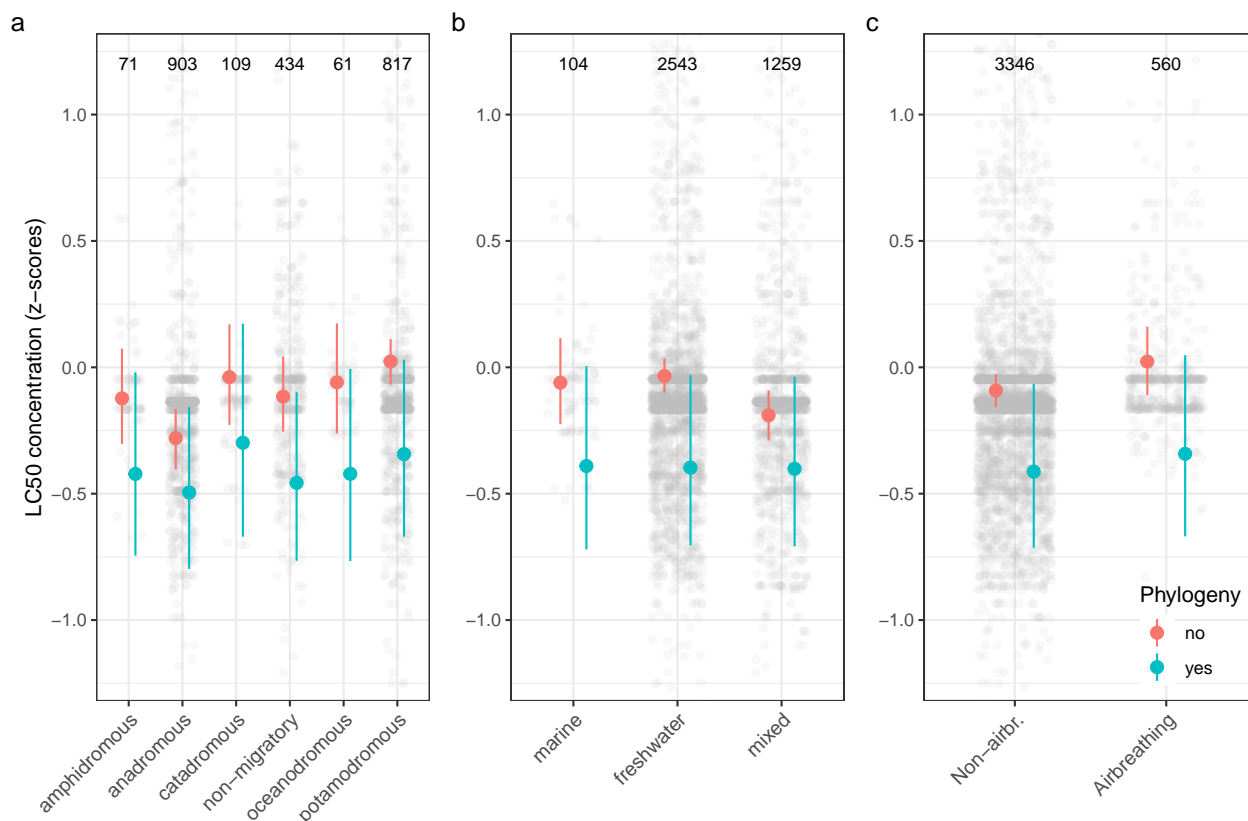 a
b
c
71 903 109 434 61 817
104 2543 1259
3346 560
LC50 concentration (z−scores)
1.0
0.5
0.0
−0.5
−1.0
1.0
0.5
0.0
−0.5
−1.0
1.0
0.5
0.0
−0.5
−1.0
amphidromous
anadromous
catadromous
non−migratory
oceanodromous
potamodromous
marine
freshwater
mixed
Non−airbr.
Airbreathing
Phylogeny
no
yes